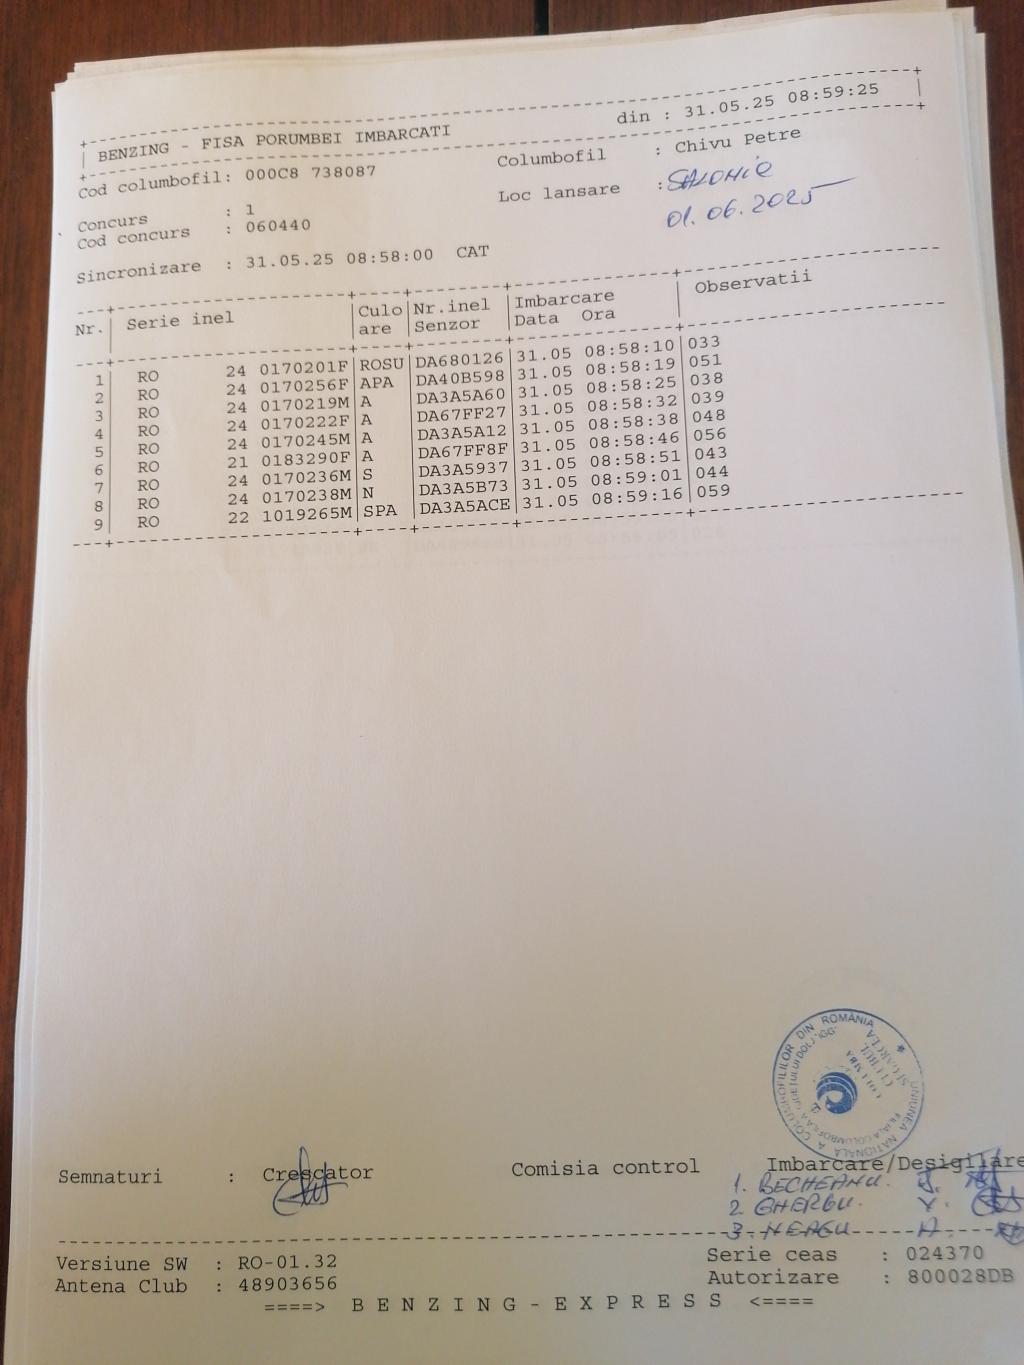 BENZING - FISA PORUMBEI IMBARCATI din : 31.05.25 08:59:25
Cod columbofil: 000C8 738087 Columbofil : Chivu Petre
Loc lansare : SALONIC
Concurs : 1 01.06.2025
Cod concurs : 060440
Sincronizare : 31.05.25 08:58:00 CAT
Nr. Serie inel Culo Nr.inel Imbarcare Observatii
are Senzor Data Ora
1 RO 24 0170201F ROSU DA680126 31.05 08:58:10 033
2 RO 24 0170256F APA DA40B598 31.05 08:58:19 051
3 RO 24 0170219M A DA3A5A60 31.05 08:58:25 038
4 RO 24 0170222F A DA67FF27 31.05 08:58:32 039
5 RO 24 0170245M A DA3A5A12 31.05 08:58:38 048
6 RO 21 0183290F A DA67FF8F 31.05 08:58:46 056
7 RO 24 0170236M S DA3A5937 31.05 08:58:51 043
8 RO 24 0170238M N DA3A5B73 31.05 08:59:01 044
9 RO 22 1019265M SPA DA3A5ACE 31.05 08:59:16 059
UNIUNEA NATIONALA A COLUMBOFILILOR DIN ROMÂNIA
CLUBUL
COLUMBA
SEGARCEA
Semnaturi : Crescator Comisia control Imbarcare/Desigilare
1. BECHEANU. J.
2 GHERGU. V.
3. NEAGU A.
Versiune SW : RO-01.32 Serie ceas : 024370
Antena Club : 48903656 Autorizare : 800028DB
====> B E N Z I N G - E X P R E S S <====